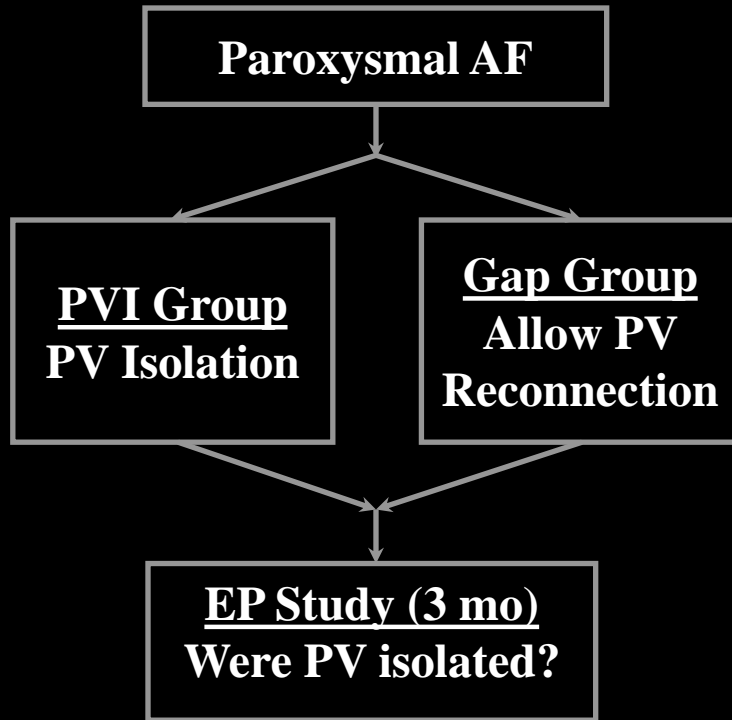 Paroxysmal AF
PVI Group
PV Isolation
Gap Group
Allow PV
Reconnection
EP Study (3 mo)
Were PV isolated?